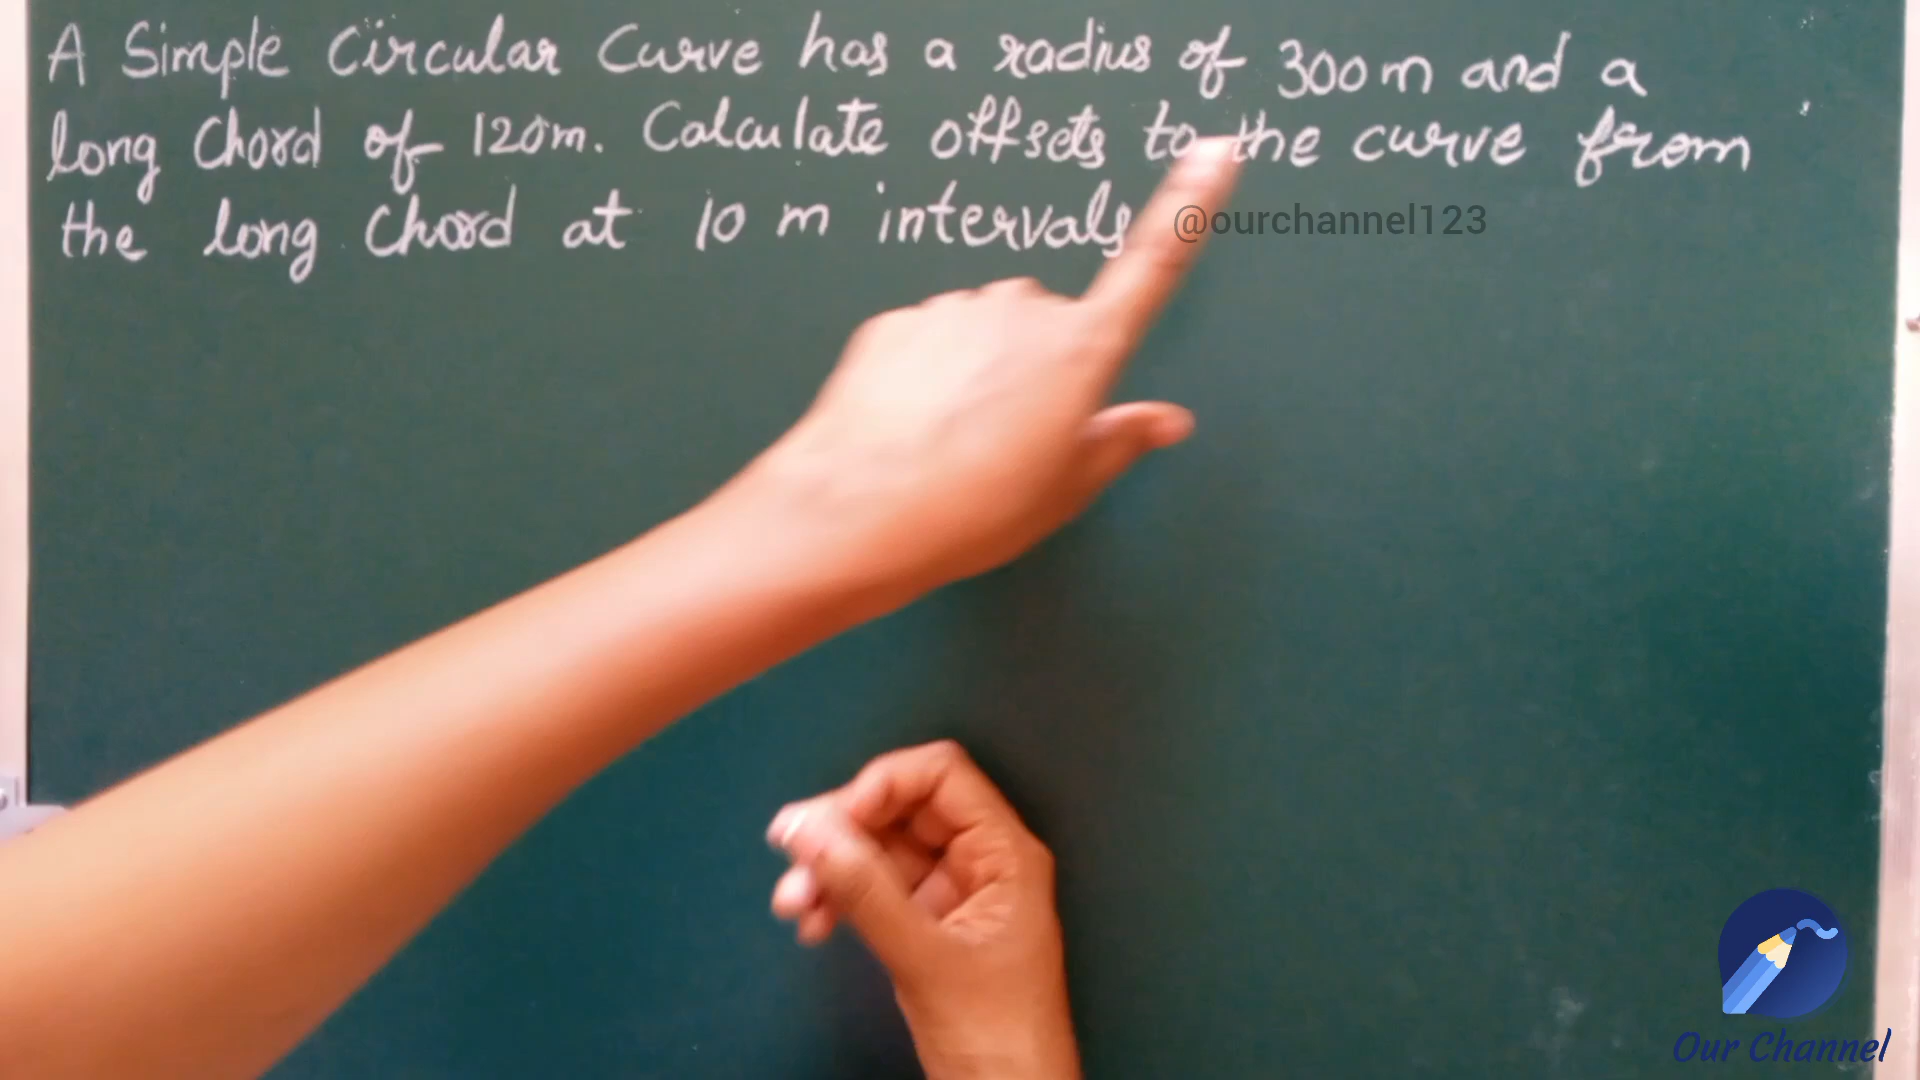 A Simple Circular Curve has a radius of 300m and a
long Chord of 120m. Calculate offsets to the curve from
the long Chord at 10 m intervals
@ourchannel123
Our Channel